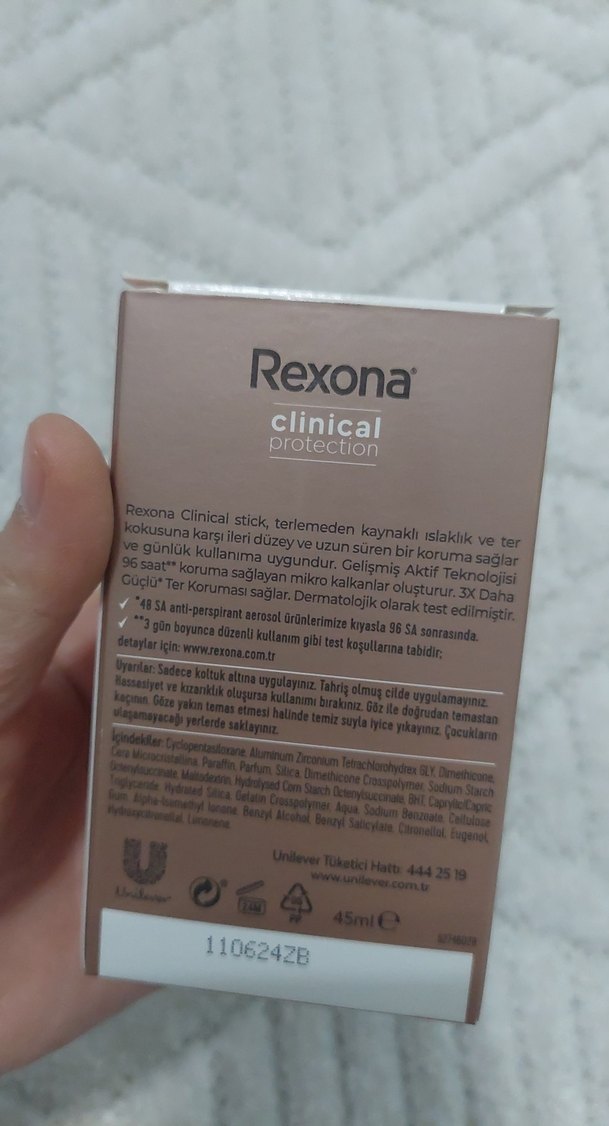 Rexona®
clinical
protection
Rexona Clinical stick, terlemeden kaynaklı ıslaklık ve ter
kokusuna karşı ileri düzey ve uzun süren bir koruma sağlar
ve günlük kullanıma uygundur. Gelişmiş Aktif Teknolojisi
96 saat** koruma sağlayan mikro kalkanlar oluşturur. 3X Daha
Güçlü* Ter Koruması sağlar. Dermatolojik olarak test edilmiştir.
✓ *48 SA anti-perspirant aerosol ürünlerimize kıyasla 96 SA sonrasında.
✓ **3 gün boyunca düzenli kullanım gibi test koşullarına tabidir;
detaylar için: www.rexona.com.tr
Uyarılar: Sadece koltuk altına uygulayınız. Tahriş olmuş cilde uygulamayınız.
Hassasiyet ve kızarıklık oluşursa kullanımı bırakınız. Göz ile doğrudan temastan
kaçının. Göze yakın temas etmesi halinde temiz suyla iyice yıkayınız. Çocukların
ulaşamayacağı yerlerde saklayınız.
İçindekiler: Cyclopentasiloxane, Aluminum Zirconium Tetrachlorohydrex GLY, Dimethicone,
Cera Microcristallina, Paraffin, Parfum, Silica, Dimethicone Crosspolymer, Sodium Starch
Octenylsuccinate, Maltodextrin, Hydrolysed Corn Starch Octenylsuccinate, BHT, Caprylic/Capric
Triglyceride, Hydrated Silica, Gelatin Crosspolymer, Aqua, Sodium Benzoate, Cellulose
Gum, Alpha-Isomethyl Ionone, Benzyl Alcohol, Benzyl Salicylate, Citronellol, Eugenol,
Hydroxycitronellal, Limonene.
Unilever Tüketici Hattı: 444 25 19
www.unilever.com.tr
Unilever
24M
PP
45ml e
110624ZB